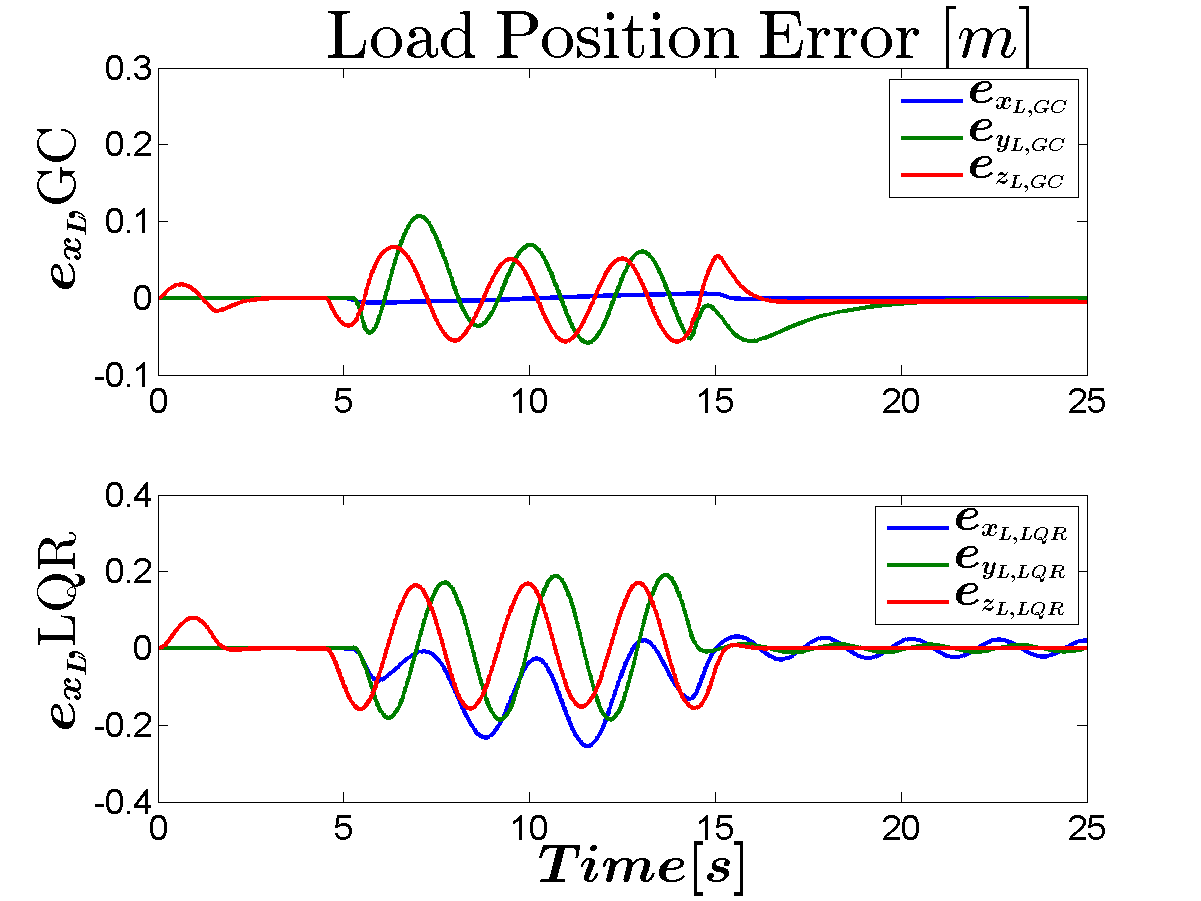 Load Position Error [m]
e_{x_L},GC
0.3
0.2
0.1
0
-0.1
e_{x_{L,GC}}
e_{y_{L,GC}}
e_{z_{L,GC}}
0 5 10 15 20 25
e_{x_L},LQR
0.4
0.2
0
-0.2
-0.4
e_{x_{L,LQR}}
e_{y_{L,LQR}}
e_{z_{L,LQR}}
0 5 10 15 20 25
Time[s]